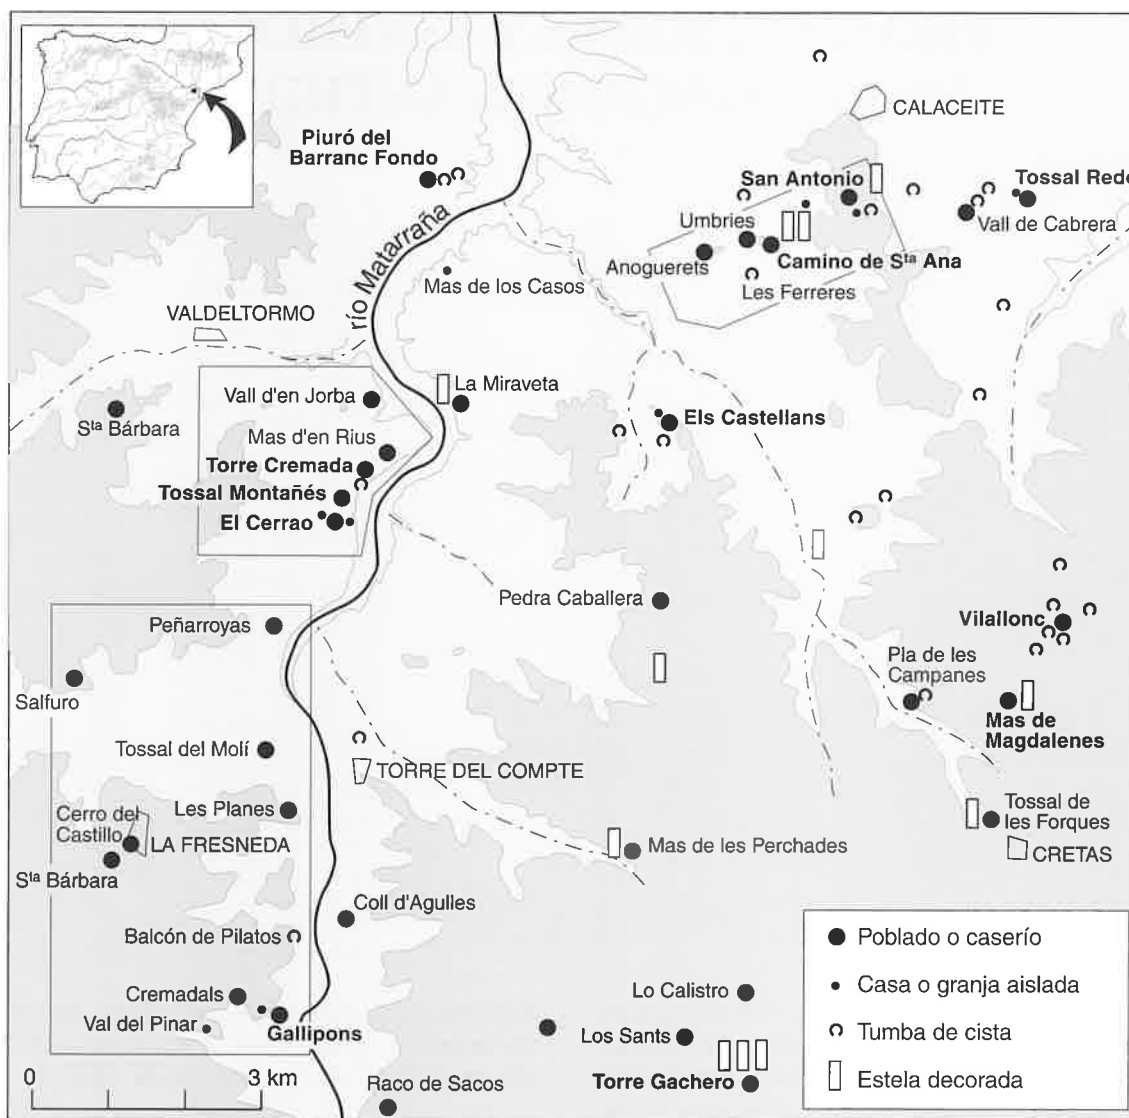 CALACEITE
Piuró del
Barranc Fondo
San Antonio
Tossal Redo
Umbries
Vall de Cabrera
Anoguerets
Camino de Sta Ana
río Matarraña
Mas de los Casos
Les Ferreres
VALDELTORMO
Vall d'en Jorba
La Miraveta
Sta Bárbara
Els Castellans
Mas d'en Rius
Torre Cremada
Tossal Montañés
El Cerrao
Pedra Caballera
Peñarroyas
Vilallonc
Pla de les
Campanes
Salfuro
Mas de
Magdalenes
Tossal del Molí
TORRE DEL COMPTE
Les Planes
Cerro del
Castillo
LA FRESNEDA
Tossal de
les Forques
Mas de les Perchades
CRETAS
Sta Bárbara
Coll d'Agulles
Balcón de Pilatos
Poblado o caserío
Casa o granja aislada
Tumba de cista
Estela decorada
Cremadals
Lo Calistro
Val del Pinar
Gallipons
Los Sants
Torre Gachero
Raco de Sacos
0 3 km